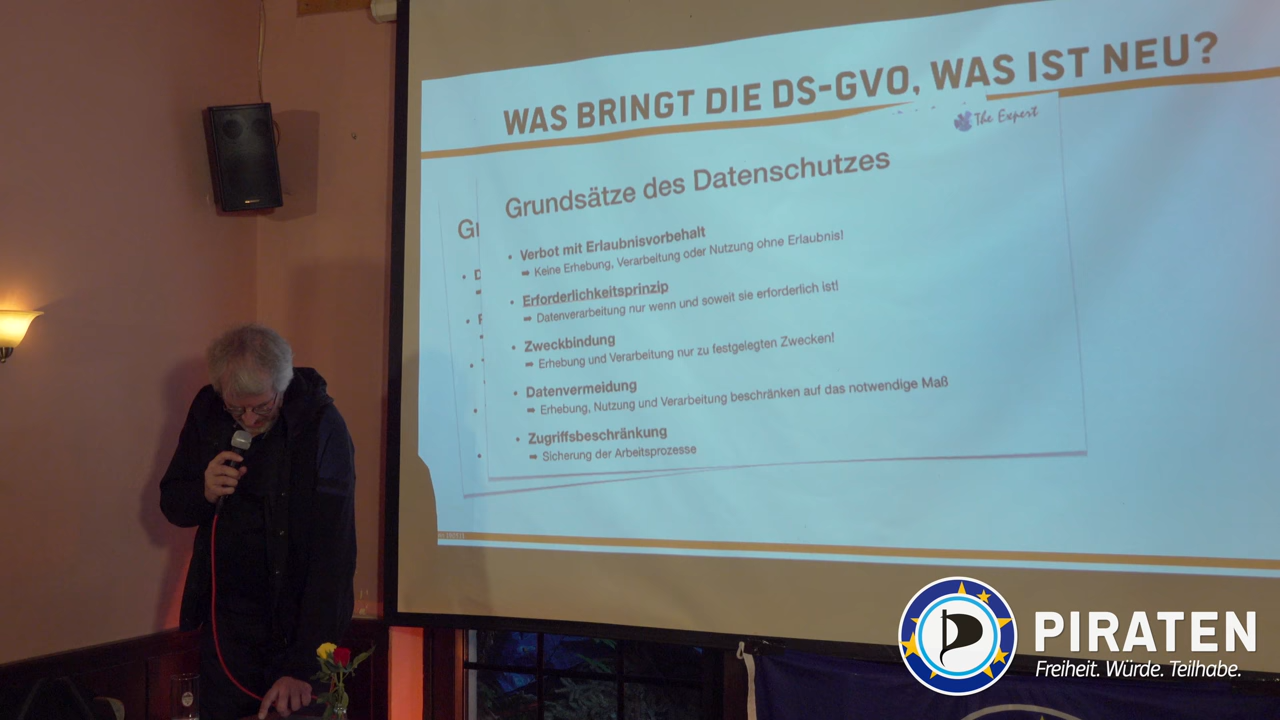 WAS BRINGT DIE DS-GVO, WAS IST NEU?
The Expert
Grundsätze des Datenschutzes
• Verbot mit Erlaubnisvorbehalt
➡ Keine Erhebung, Verarbeitung oder Nutzung ohne Erlaubnis!
• Erforderlichkeitsprinzip
➡ Datenverarbeitung nur wenn und soweit sie erforderlich ist!
• Zweckbindung
➡ Erhebung und Verarbeitung nur zu festgelegten Zwecken!
• Datenvermeidung
➡ Erhebung, Nutzung und Verarbeitung beschränken auf das notwendige Maß
• Zugriffsbeschränkung
➡ Sicherung der Arbeitsprozesse
PIRATEN
Freiheit. Würde. Teilhabe.